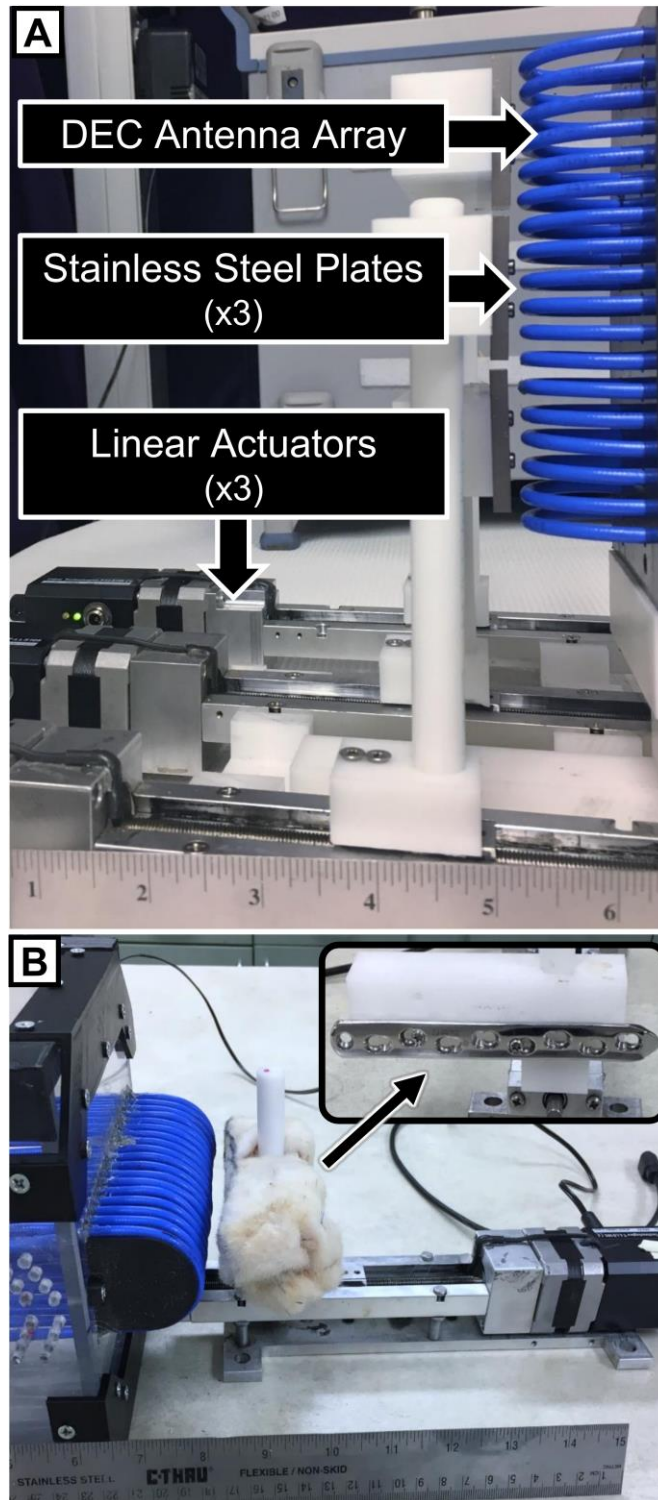 A
DEC Antenna Array
Stainless Steel Plates
(x3)
Linear Actuators
(x3)
1 2 3 4 5 6
B
6 7 8 9 10 11 12 13 14 15
STAINLESS STEEL C-THRU FLEXIBLE / NON-SKID